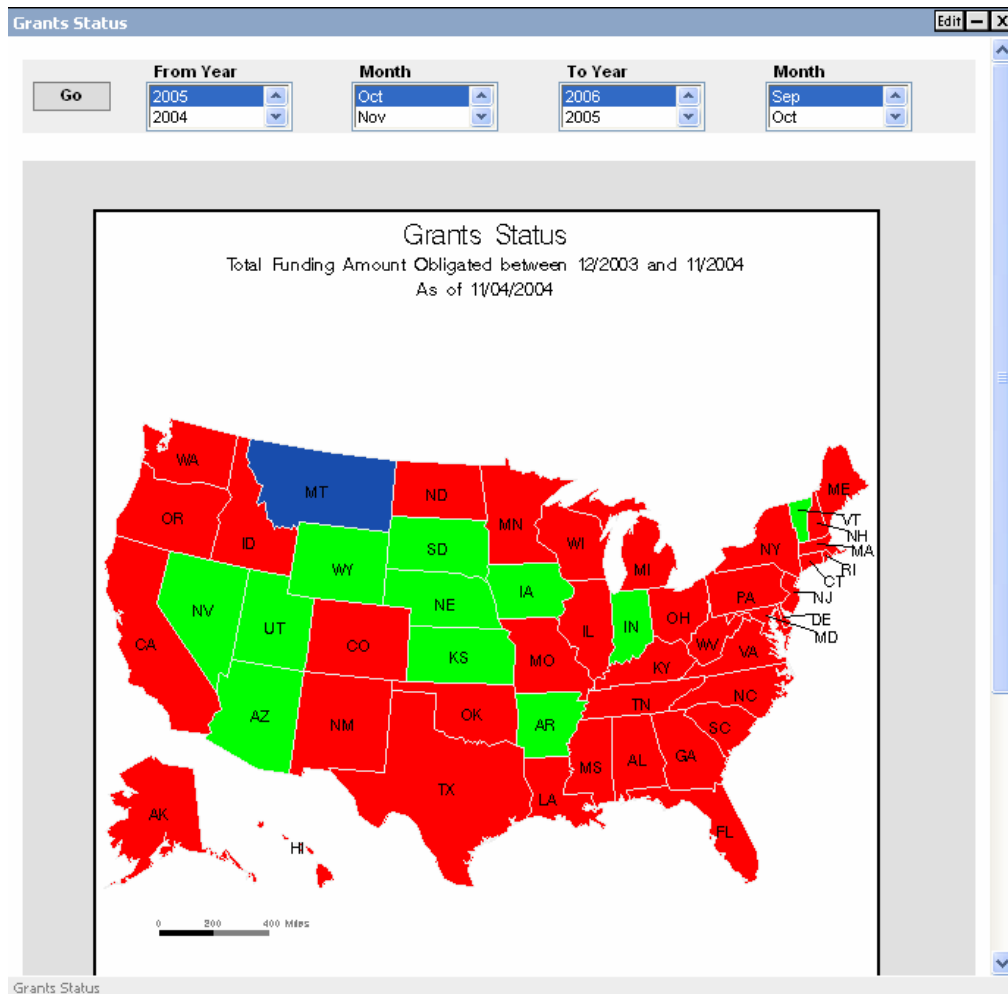 Grants Status
Edit
From Year Month To Year Month
Go
2005 Oct 2006 Sep
2004 Nov 2005 Oct
Grants Status
Total Funding Amount Obligated between 12/2003 and 11/2004
As of 11/04/2004
WA
MT
ND
ME
OR
MN
VT
ID
SD
WI
NH
NY
MA
WY
MI
RI
CT
IA
PA
NJ
NV
NE
OH
DE
UT
IL
IN
MD
CA
CO
WV
VA
KS
MO
KY
NC
TN
AZ
NM
OK
AR
SC
MS
AL
GA
TX
LA
AK
FL
HI
0 200 400 Miles
Grants Status